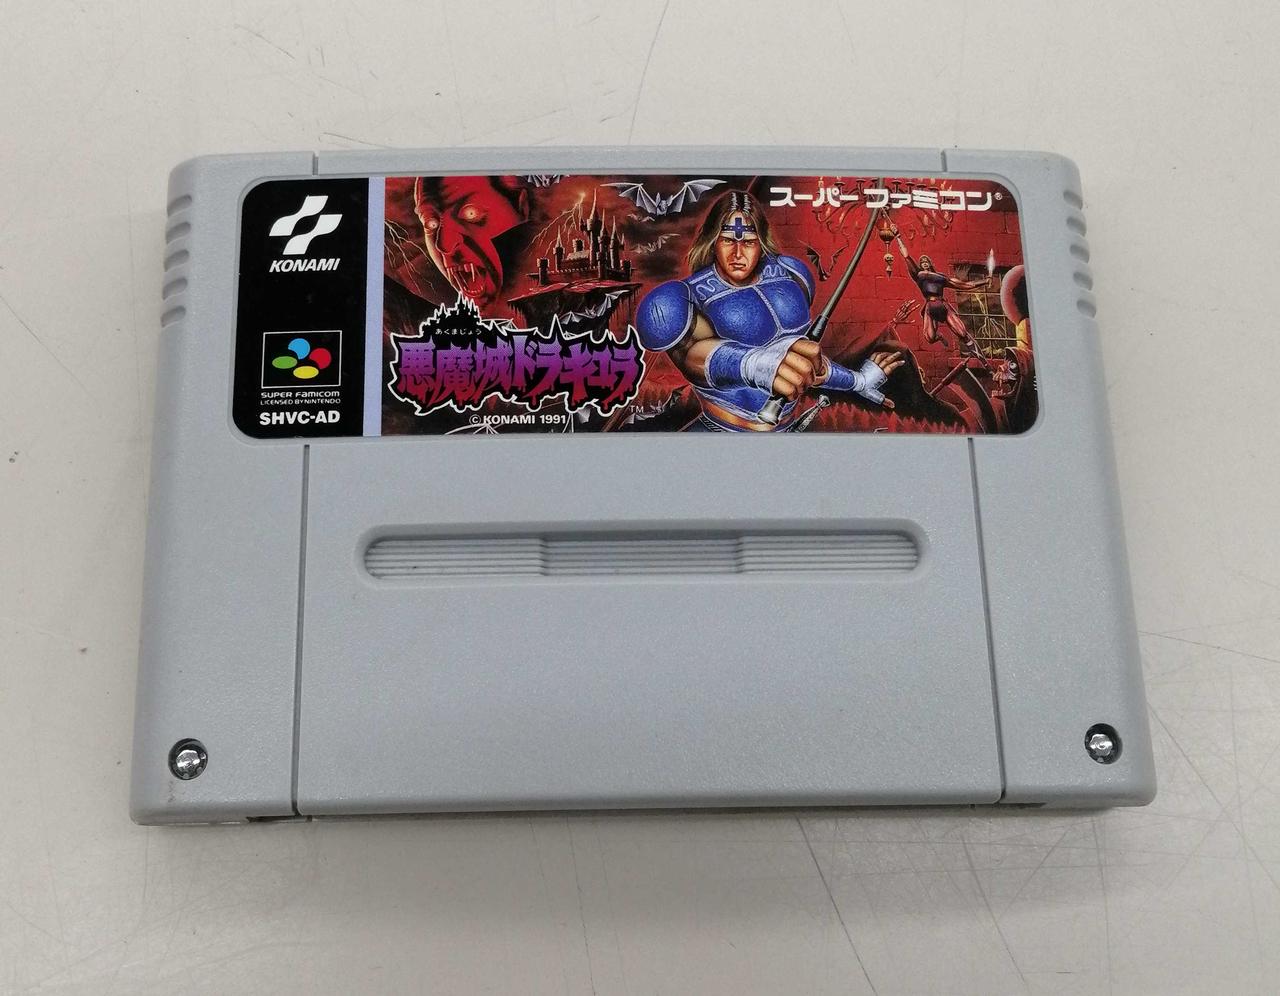 KONAMI
SUPER FAMICOM
LICENSED BY NINTENDO
SHVC-AD
スーパーファミコン®
あくまじょう
悪魔城ドラキュラ
TM
©KONAMI 1991